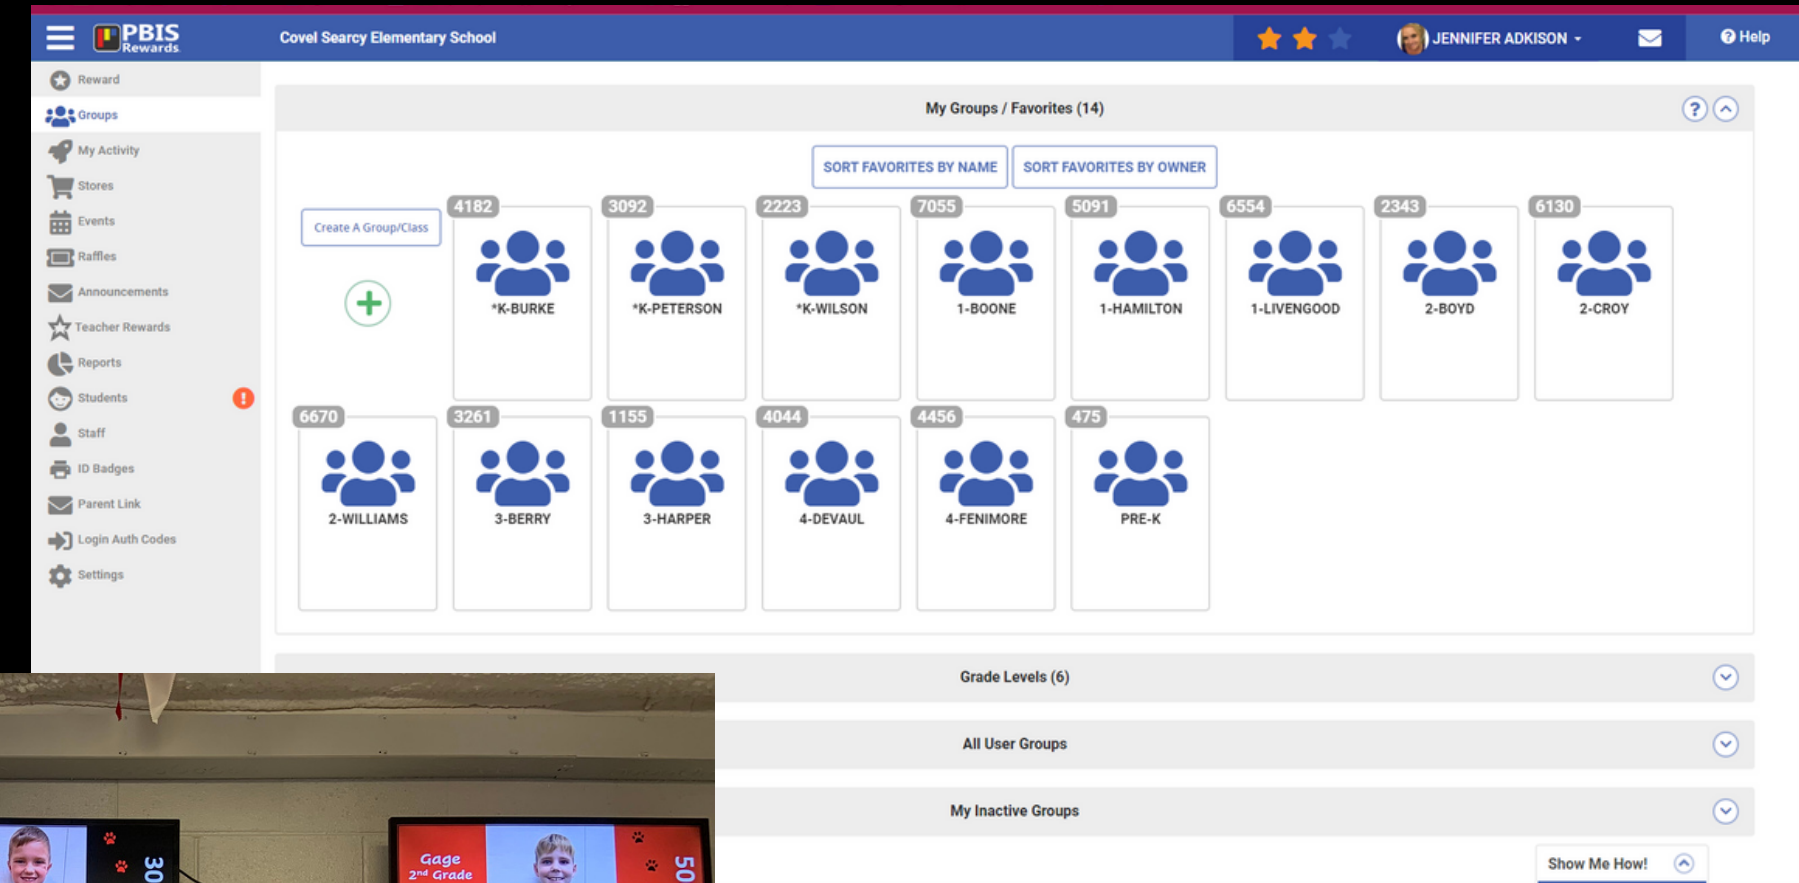 PBIS
Rewards
Covel Searcy Elementary School
JENNIFER ADKISON
Help
Reward
Groups
My Activity
Stores
Events
Raffles
Announcements
Teacher Rewards
Reports
Students
Staff
ID Badges
Parent Link
Login Auth Codes
Settings
My Groups / Favorites (14)
?
SORT FAVORITES BY NAME
SORT FAVORITES BY OWNER
Create A Group/Class
4182
*K-BURKE
3092
*K-PETERSON
2223
*K-WILSON
7055
1-BOONE
5091
1-HAMILTON
6554
1-LIVENGOOD
2343
2-BOYD
6130
2-CROY
6670
2-WILLIAMS
3261
3-BERRY
1155
3-HARPER
4044
4-DEVAUL
4456
4-FENIMORE
475
PRE-K
Grade Levels (6)
All User Groups
My Inactive Groups
Show Me How!
30
Gage
2nd Grade
50